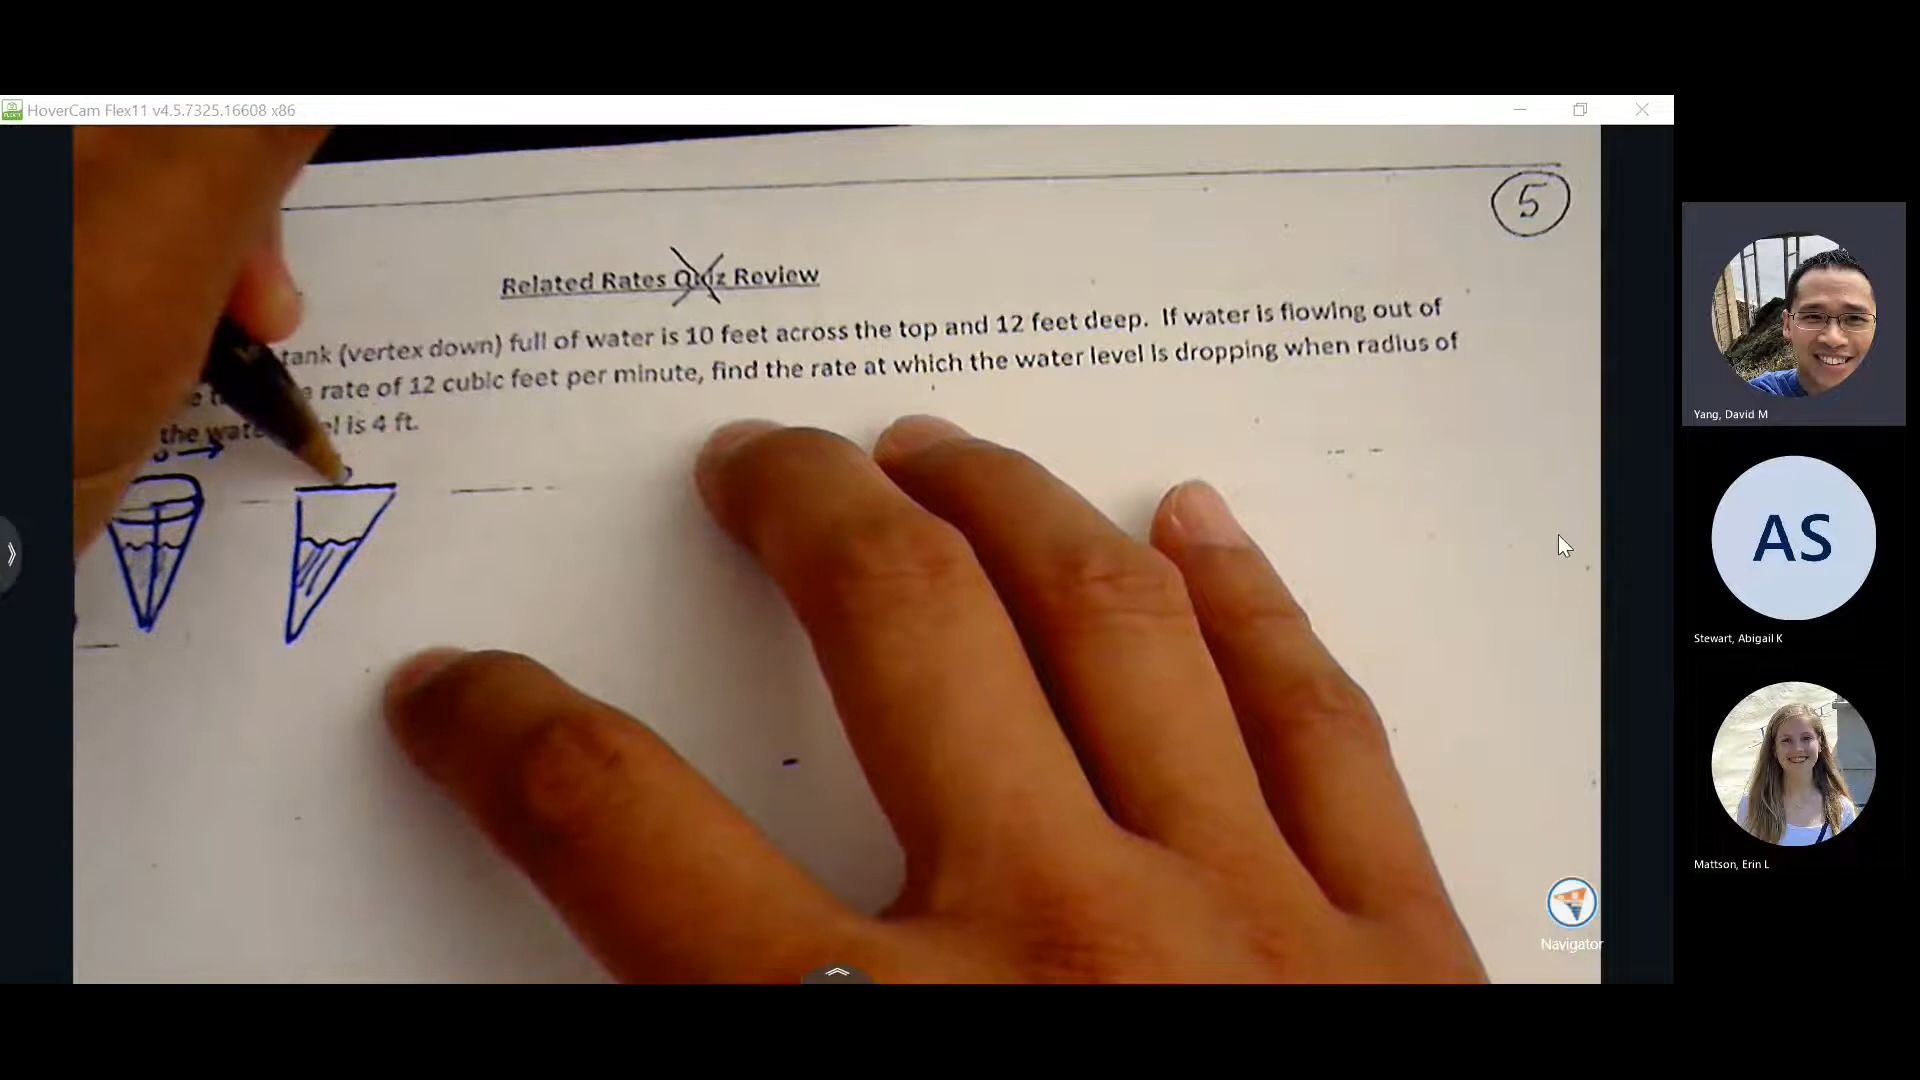 HoverCam Flex11 v4.5.7325.16608 x86
5
Related Rates Quiz Review
tank (vertex down) full of water is 10 feet across the top and 12 feet deep. If water is flowing out of
rate of 12 cubic feet per minute, find the rate at which the water level is dropping when radius of
the is 4 ft.
Yang, David M
AS
Stewart, Abigail K
Mattson, Erin L
Navigator